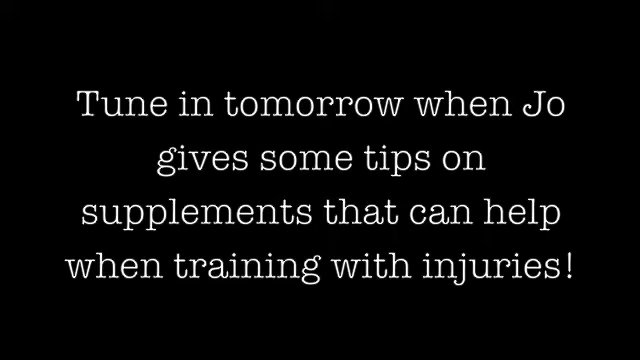 Tune in tomorrow when Jo
gives some tips on
supplements that can help
when training with injuries!